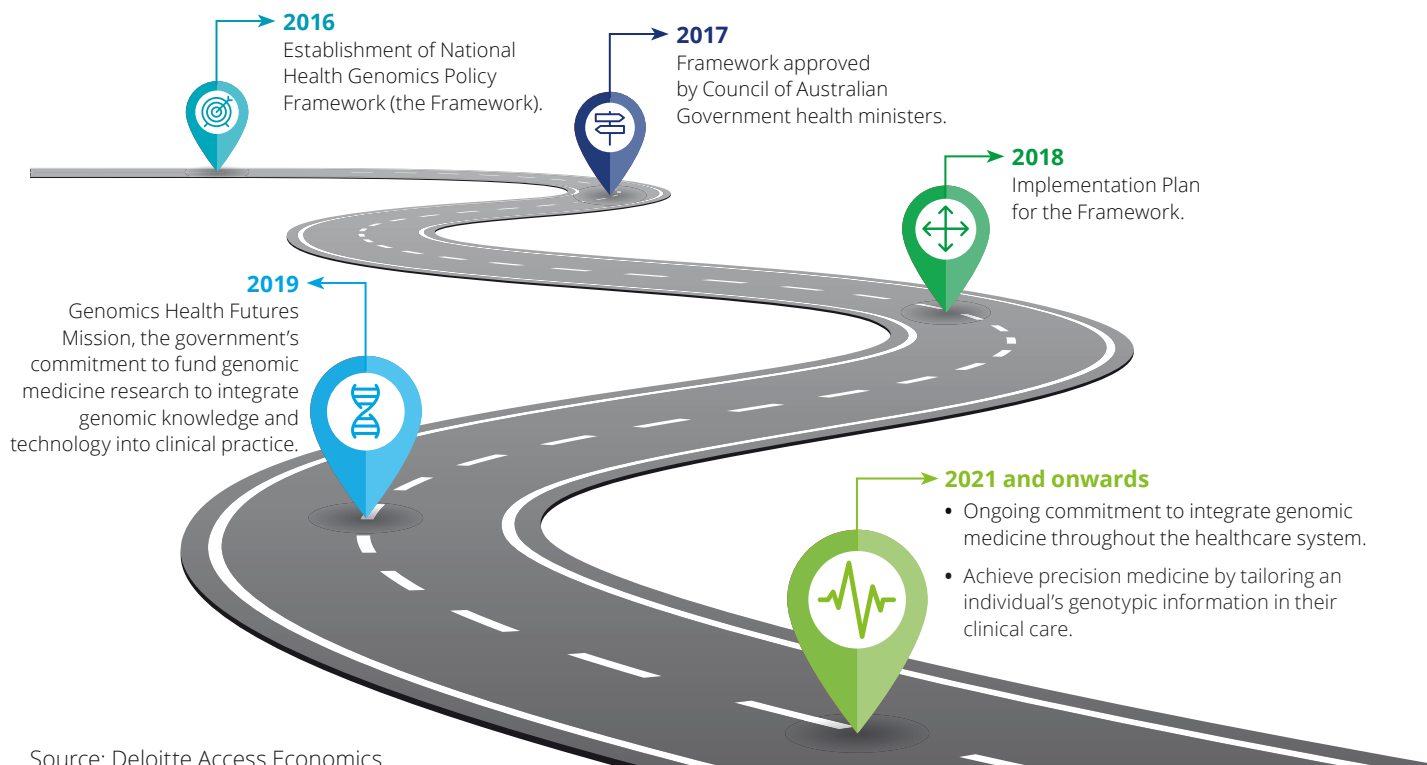 2016
Establishment of National
Health Genomics Policy
Framework (the Framework).
2017
Framework approved
by Council of Australian
Government health ministers.
2018
Implementation Plan
for the Framework.
2019
Genomics Health Futures
Mission, the government’s
commitment to fund genomic
medicine research to integrate
genomic knowledge and
technology into clinical practice.
2021 and onwards
• Ongoing commitment to integrate genomic
medicine throughout the healthcare system.
• Achieve precision medicine by tailoring an
individual’s genotypic information in their
clinical care.
Source: Deloitte Access Economics